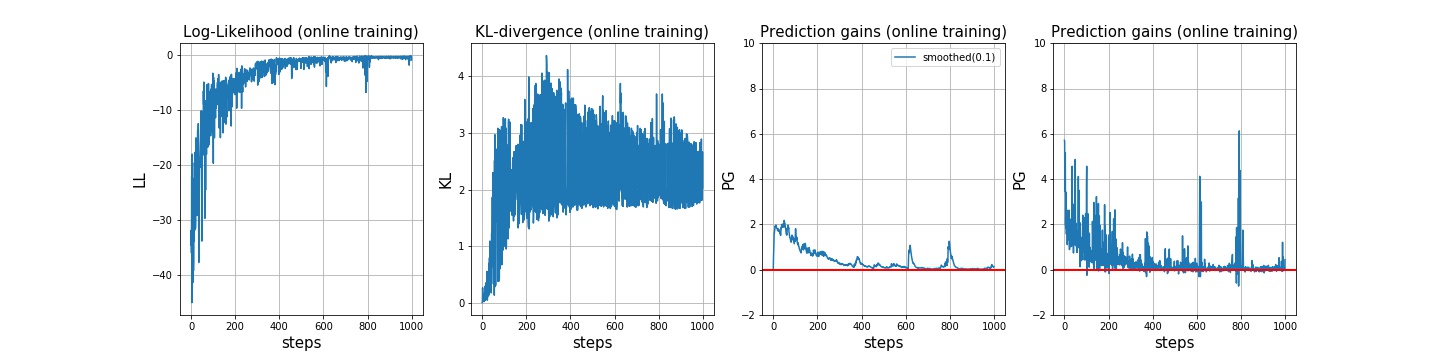 Log-Likelihood (online training)
LL
0
−10
−20
−30
−40
0 200 400 600 800 1000
steps
KL-divergence (online training)
KL
4
3
2
1
0
0 200 400 600 800 1000
steps
Prediction gains (online training)
smoothed(0.1)
PG
10
8
6
4
2
0
−2
0 200 400 600 800 1000
steps
Prediction gains (online training)
PG
10
8
6
4
2
0
−2
0 200 400 600 800 1000
steps